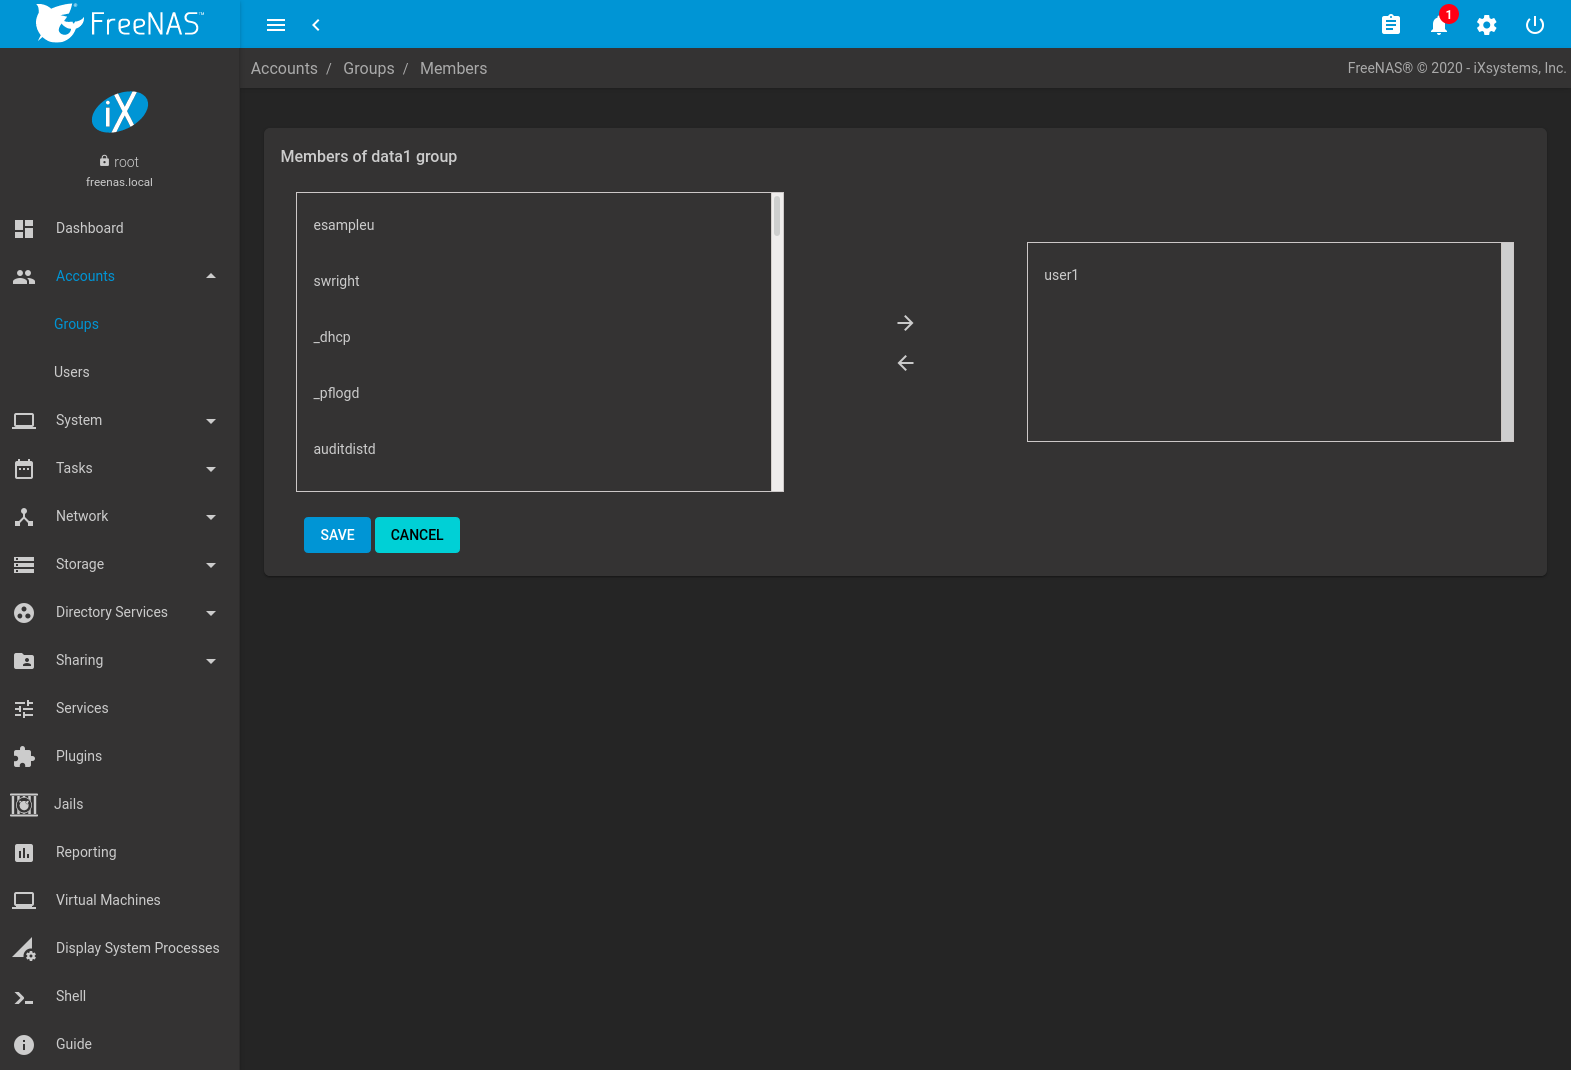 FreeNAS™
1
Accounts / Groups / Members
FreeNAS® © 2020 - iXsystems, Inc.
iX
root
freenas.local
Dashboard
Accounts
Groups
Users
System
Tasks
Network
Storage
Directory Services
Sharing
Services
Plugins
Jails
Reporting
Virtual Machines
Display System Processes
Shell
Guide
Members of data1 group
esampleu
swright
_dhcp
_pflogd
auditdistd
user1
SAVE CANCEL